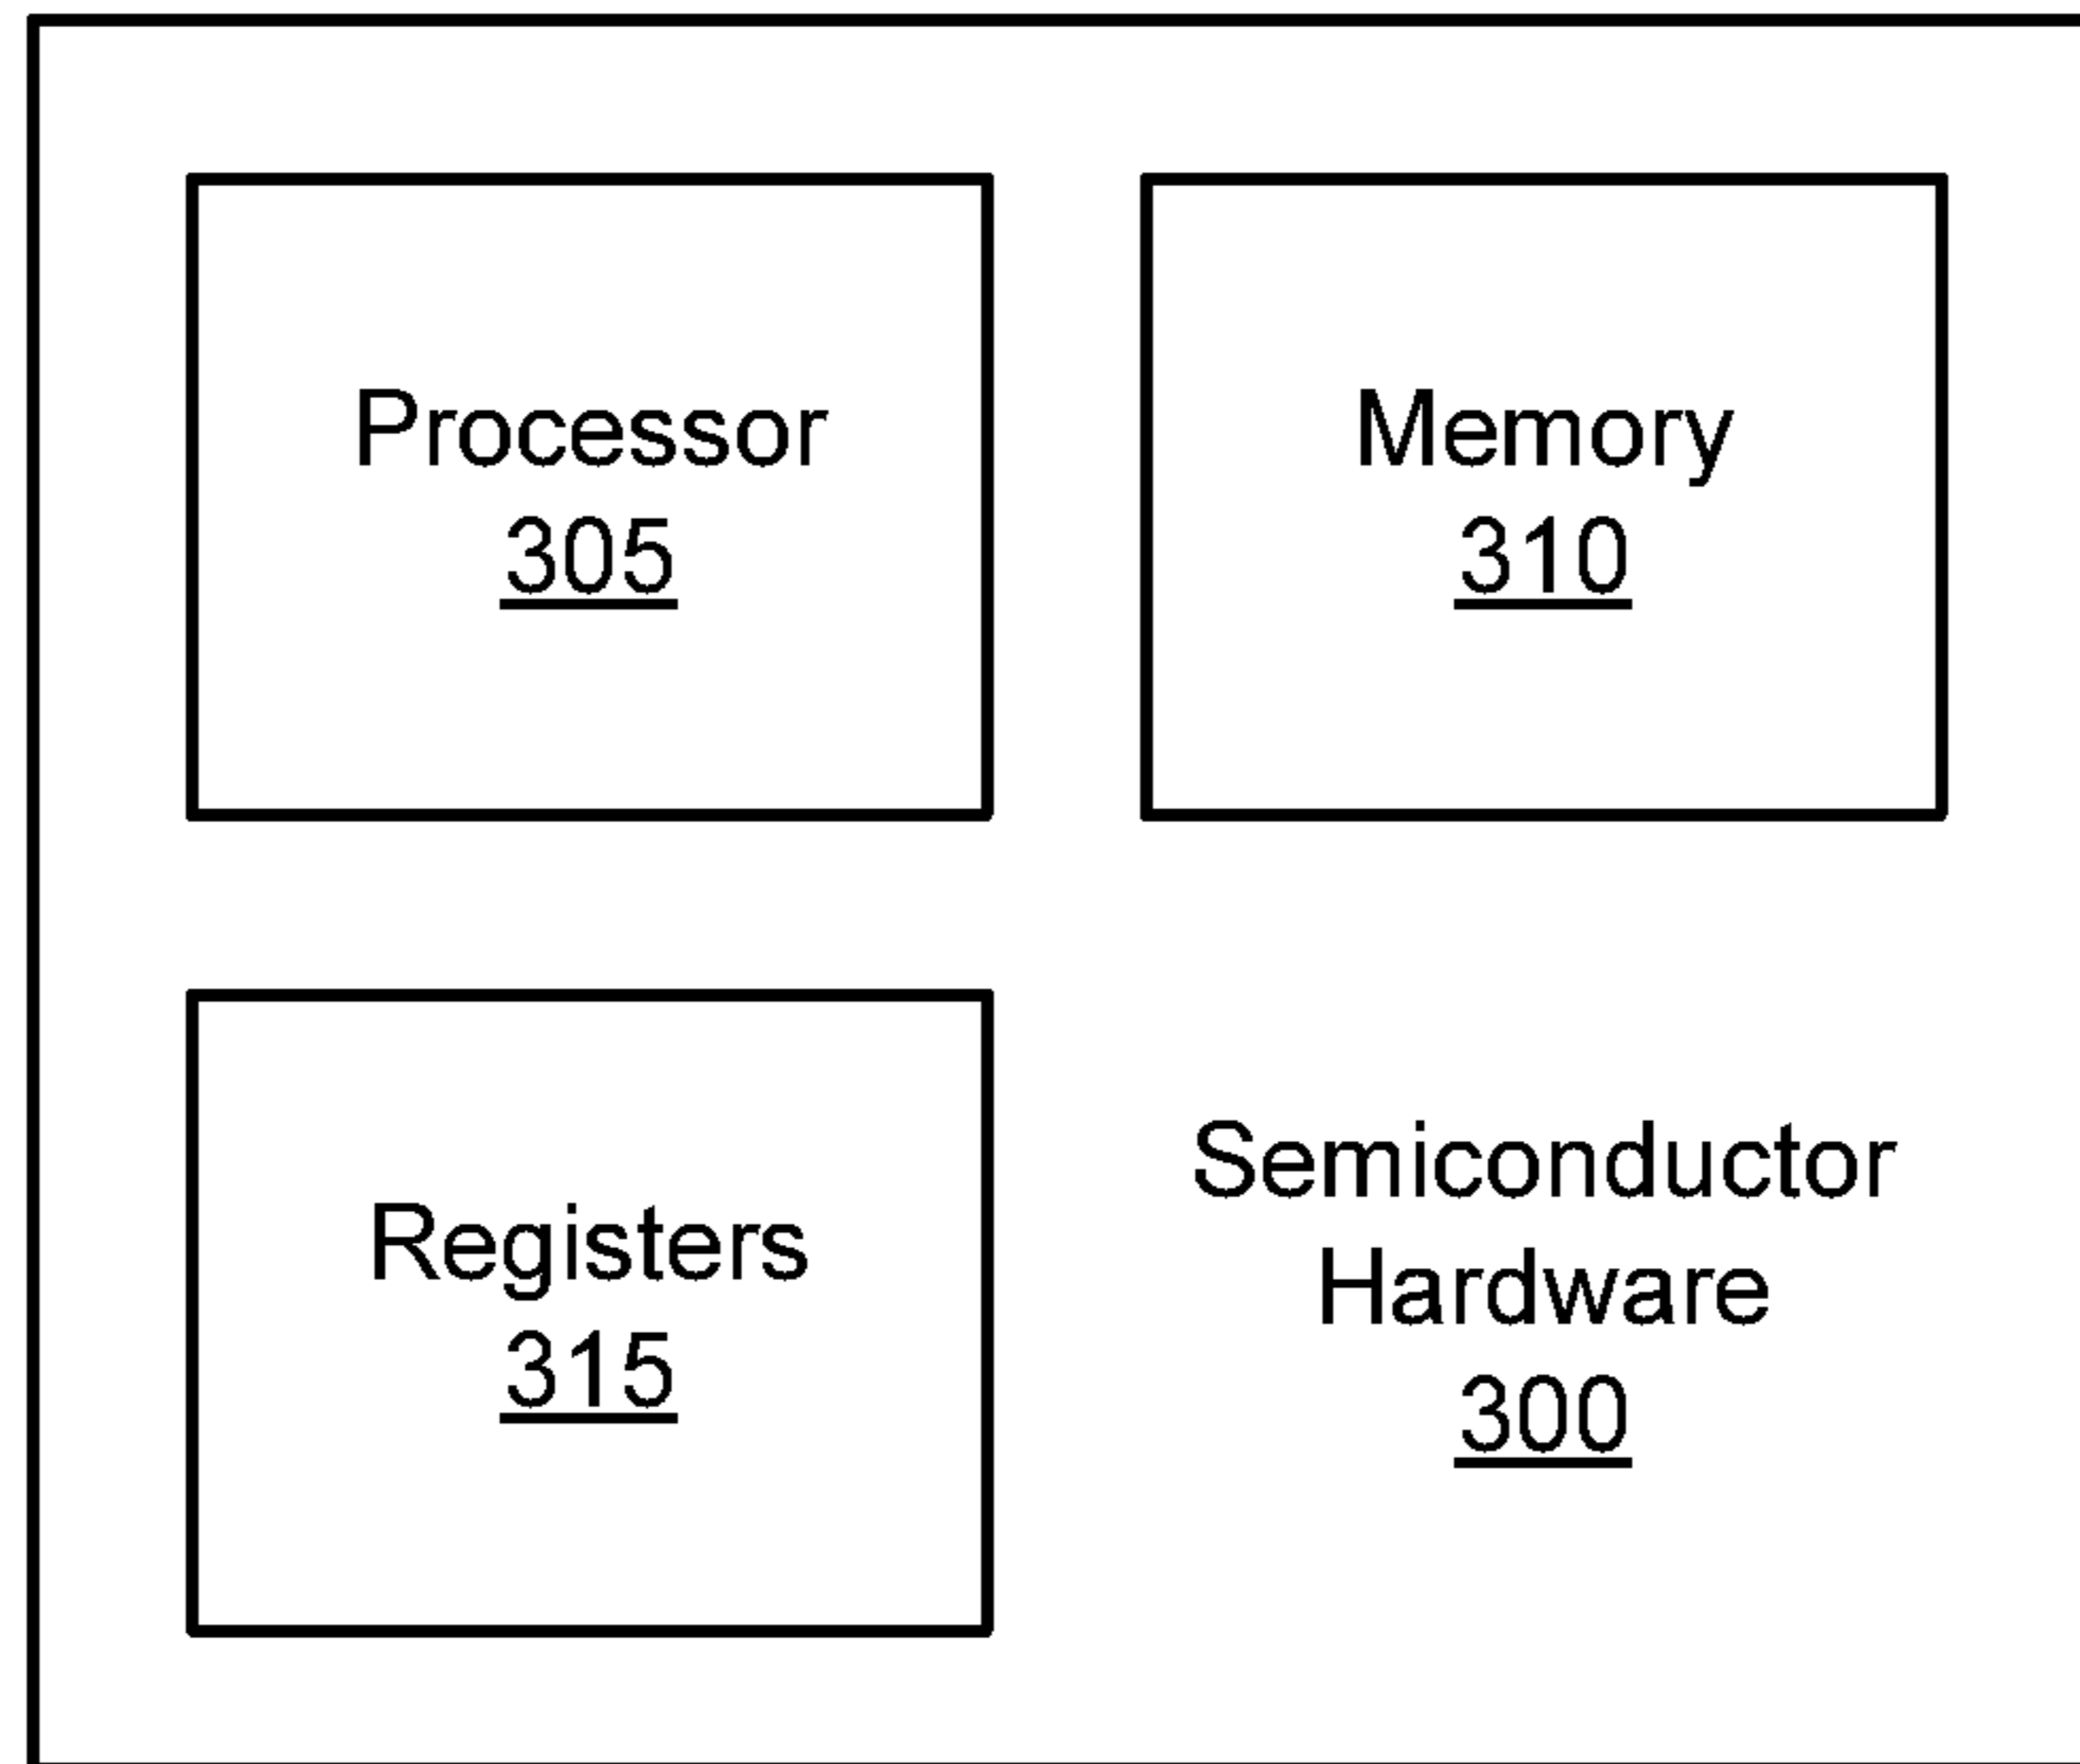 Processor
305
Memory
310
Registers
315
Semiconductor
Hardware
300